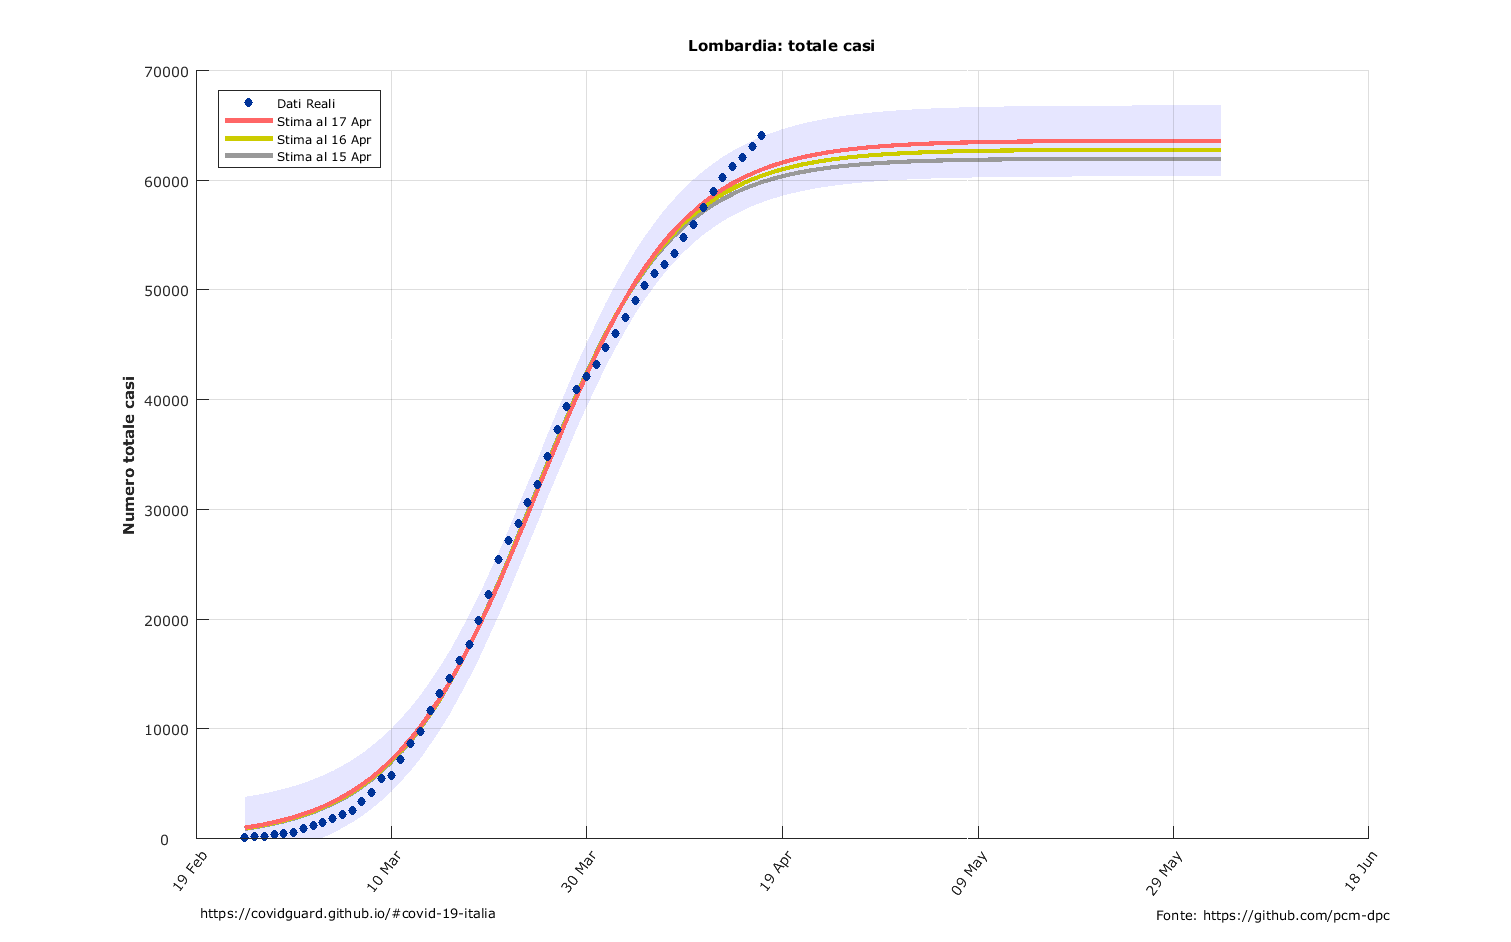 Lombardia: totale casi
70000
60000
50000
40000
30000
20000
10000
0
Numero totale casi
Dati Reali
Stima al 17 Apr
Stima al 16 Apr
Stima al 15 Apr
19 Feb
10 Mar
30 Mar
19 Apr
09 May
29 May
18 Jun
https://covidguard.github.io/#covid-19-italia
Fonte: https://github.com/pcm-dpc